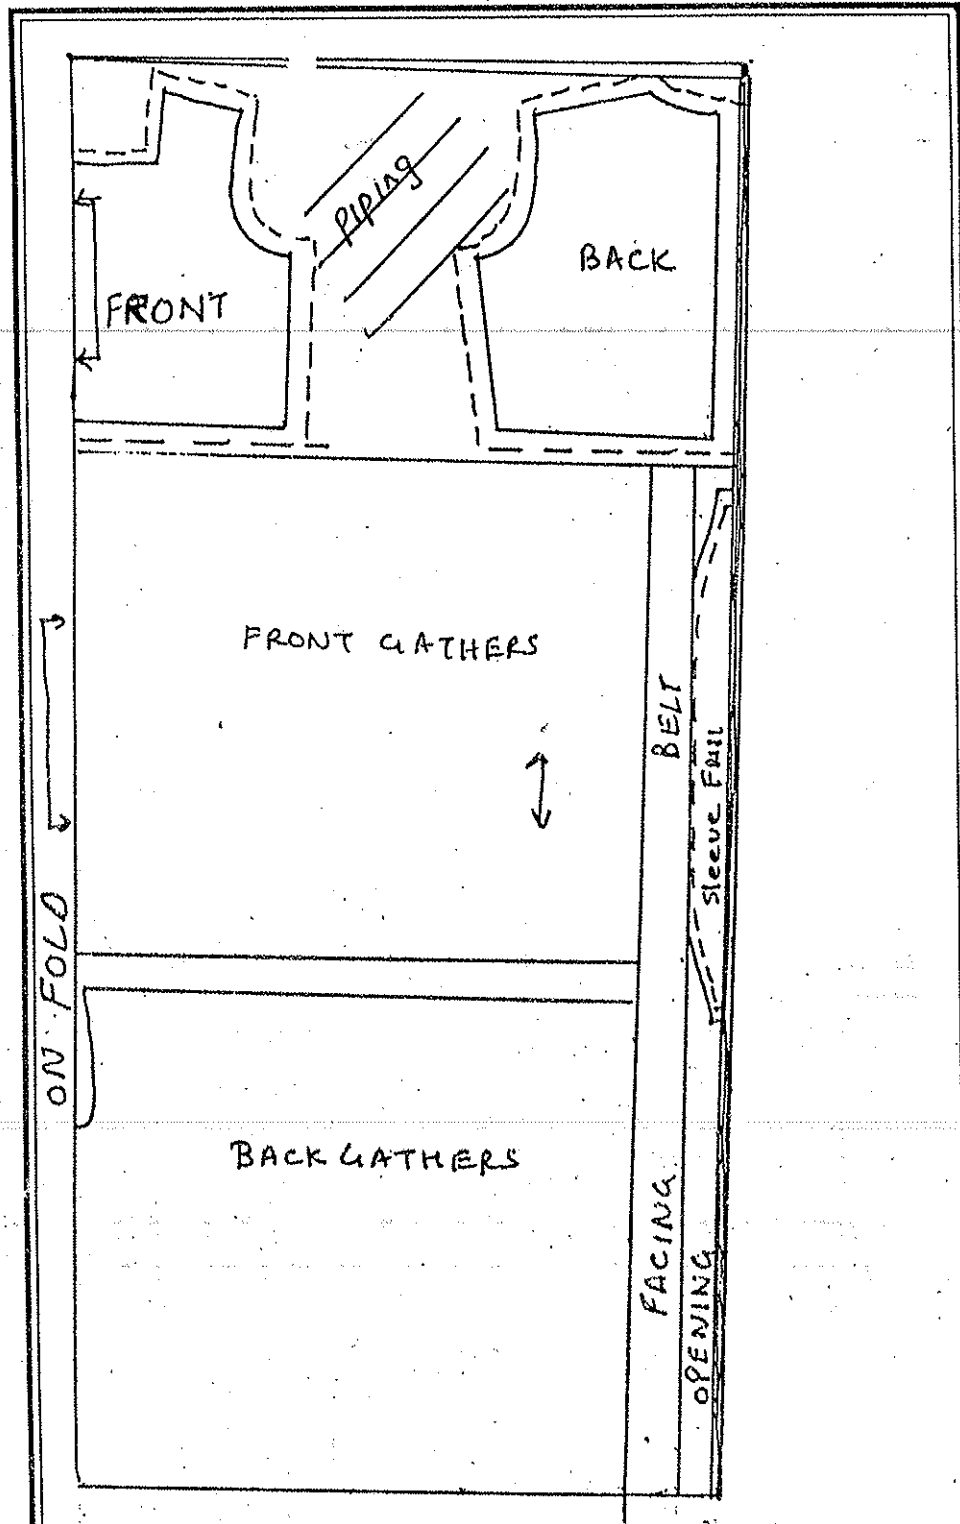 Piping
BACK
FRONT
FRONT GATHERS
BELT
Sleeve Frill
ON FOLD
BACK GATHERS
FACING
OPENING